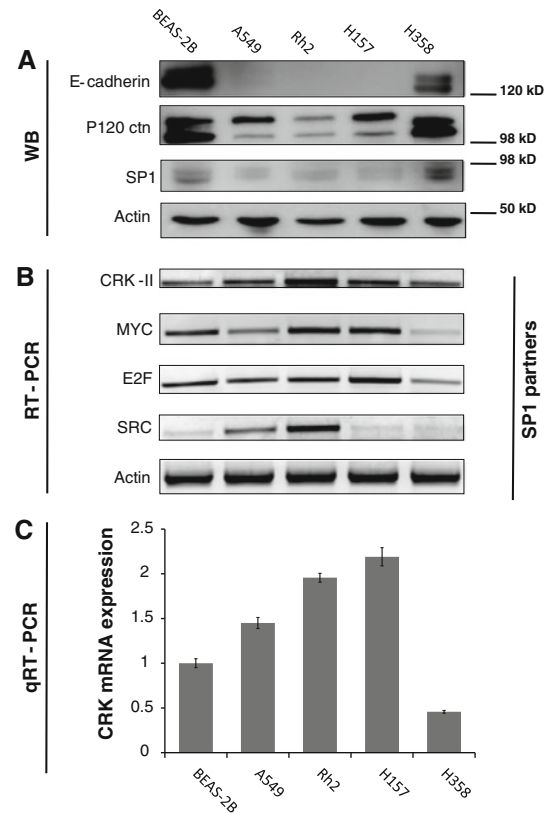 BEAS-2B A549 Rh2 H157 H358
A
WB
E-cadherin
120 kD
P120 ctn
98 kD
98 kD
SP1
50 kD
Actin
B
RT-PCR
CRK-II
MYC
E2F
SRC
Actin
SP1 partners
C
qRT-PCR
CRK mRNA expression
2.5
2
1.5
1
0.5
0
BEAS-2B A549 Rh2 H157 H358